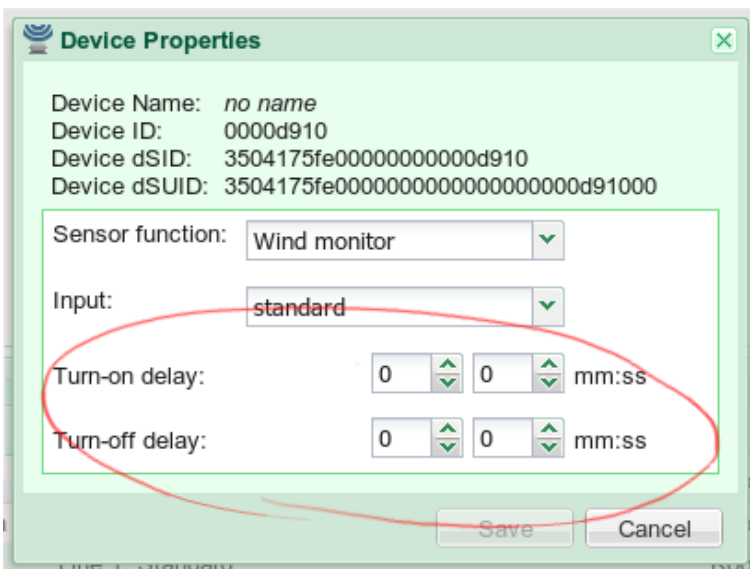 Device Properties
Device Name: no name
Device ID: 0000d910
Device dSID: 3504175fe00000000000d910
Device dSUID: 3504175fe0000000000000000000d91000
Sensor function: Wind monitor
Input: standard
Turn-on delay: 0 0 mm:ss
Turn-off delay: 0 0 mm:ss
Save Cancel